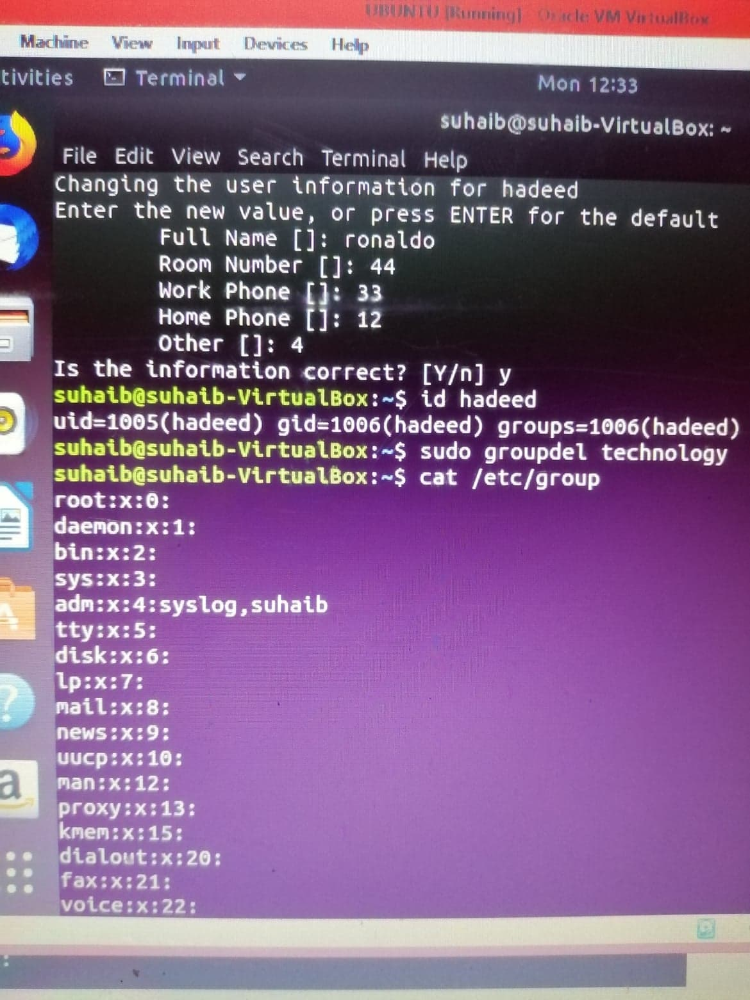 UBUNTU [Running] Oracle VM VirtualBox
Machine View Input Devices Help
tivities Terminal Mon 12:33
suhaib@suhaib-VirtualBox: ~
File Edit View Search Terminal Help
Changing the user information for hadeed
Enter the new value, or press ENTER for the default
Full Name []: ronaldo
Room Number []: 44
Work Phone []: 33
Home Phone []: 12
Other []: 4
Is the information correct? [Y/n] y
suhaib@suhaib-VirtualBox:~$ id hadeed
uid=1005(hadeed) gid=1006(hadeed) groups=1006(hadeed)
suhaib@suhaib-VirtualBox:~$ sudo groupdel technology
suhaib@suhaib-VirtualBox:~$ cat /etc/group
root:x:0:
daemon:x:1:
bin:x:2:
sys:x:3:
adm:x:4:syslog,suhaib
tty:x:5:
disk:x:6:
lp:x:7:
mail:x:8:
news:x:9:
uucp:x:10:
man:x:12:
proxy:x:13:
kmem:x:15:
dialout:x:20:
fax:x:21:
voice:x:22: